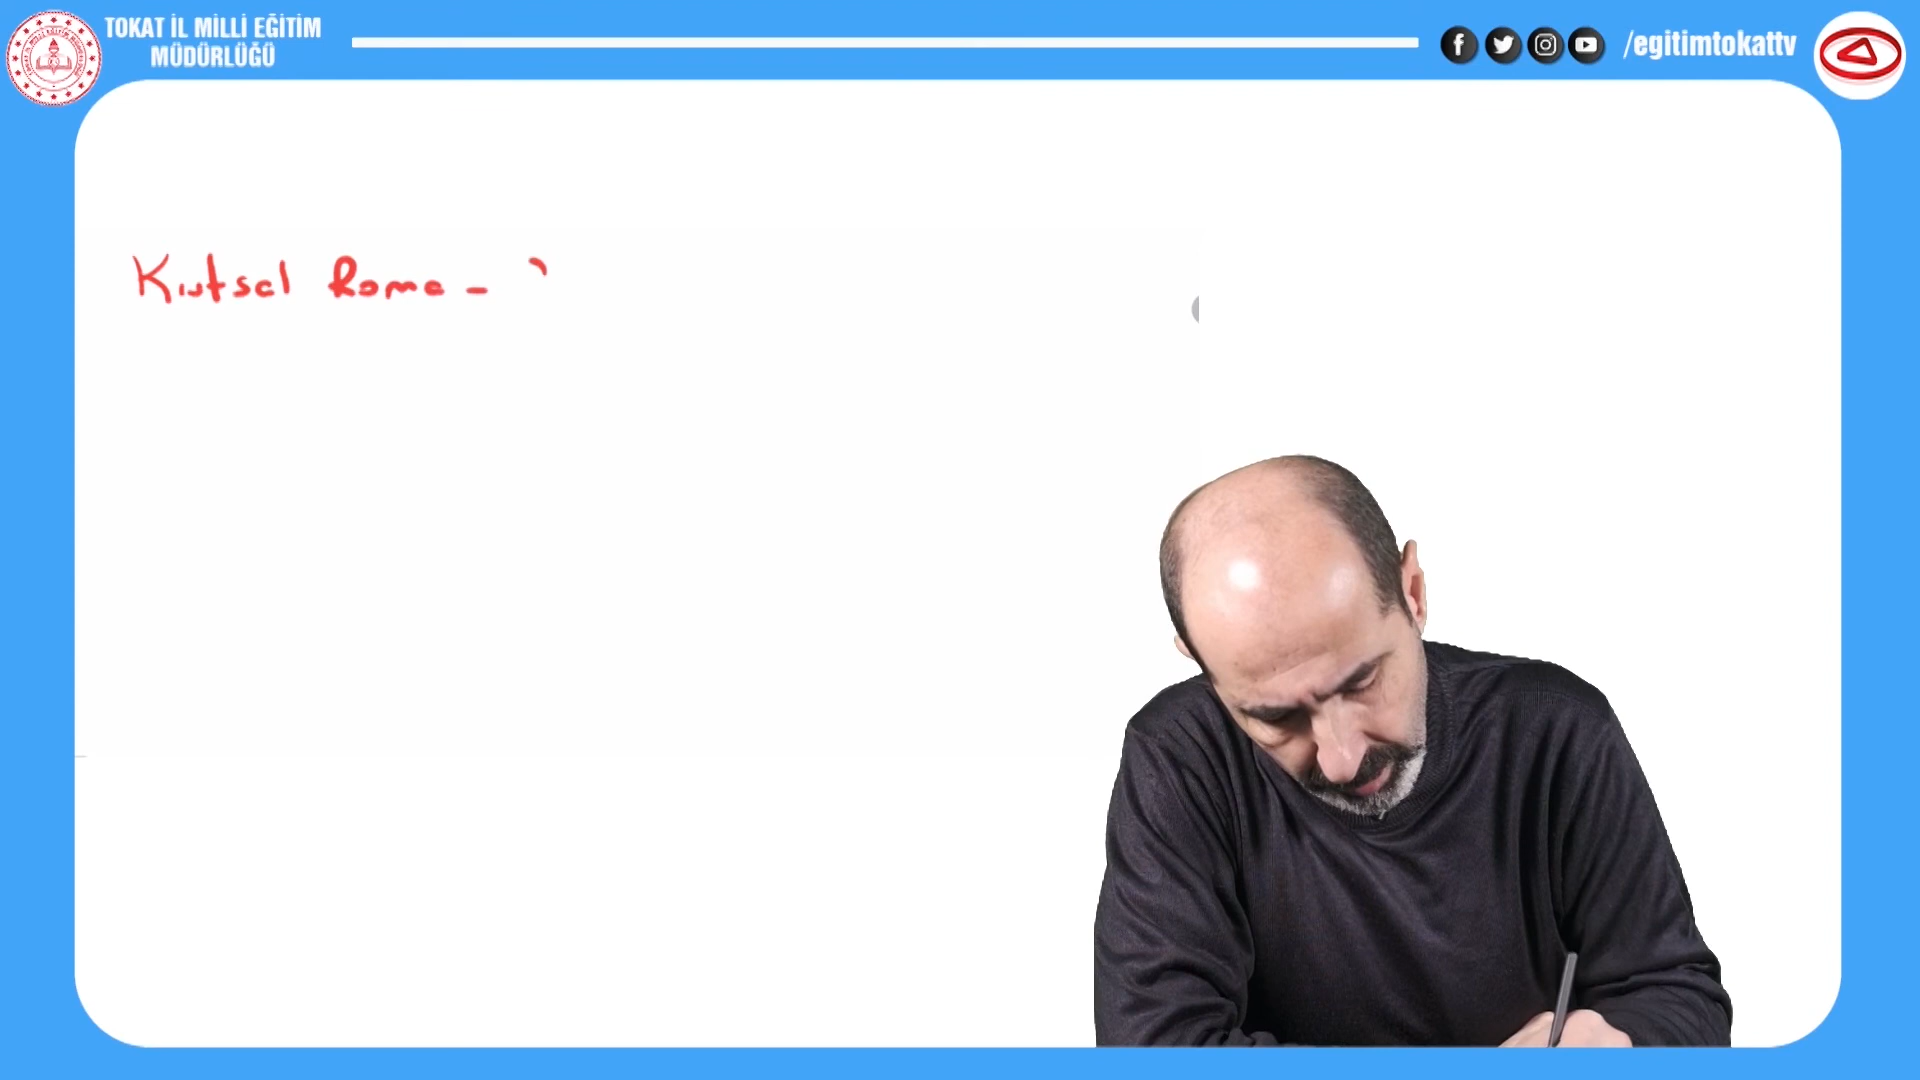 TOKAT İL MİLLİ EĞİTİM
MÜDÜRLÜĞÜ
/egitimtokattv
Kutsal Roma -